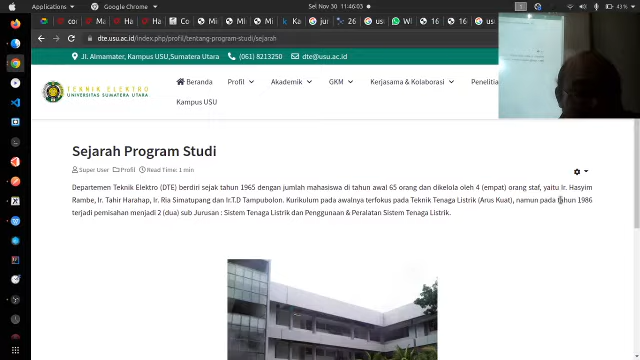 Applications
Google Chrome
Sel Nov 30 11:46:03
1
43%
dte.usu.ac.id/index.php/profil/tentang-program-studi/sejarah
Jl. Almamater, Kampus USU,Sumatera Utara (061) 8213250 dte@usu.ac.id
TEKNIK ELEKTRO
UNIVERSITAS SUMATERA UTARA
Beranda Profil Akademik GKM Kerjasama & Kolaborasi Penelitia
Kampus USU
Sejarah Program Studi
Super User Profil Read Time: 1 min
Departemen Teknik Elektro (DTE) berdiri sejak tahun 1965 dengan jumlah mahasiswa di tahun awal 65 orang dan dikelola oleh 4 (empat) orang staf, yaitu Ir. Hasyim
Rambe, Ir. Tahir Harahap, Ir. Ria Simatupang dan Ir.T.D Tampubolon. Kurikulum pada awalnya terfokus pada Teknik Tenaga Listrik (Arus Kuat), namun pada tahun 1986
terjadi pemisahan menjadi 2 (dua) sub Jurusan : Sistem Tenaga Listrik dan Penggunaan & Peralatan Sistem Tenaga Listrik.